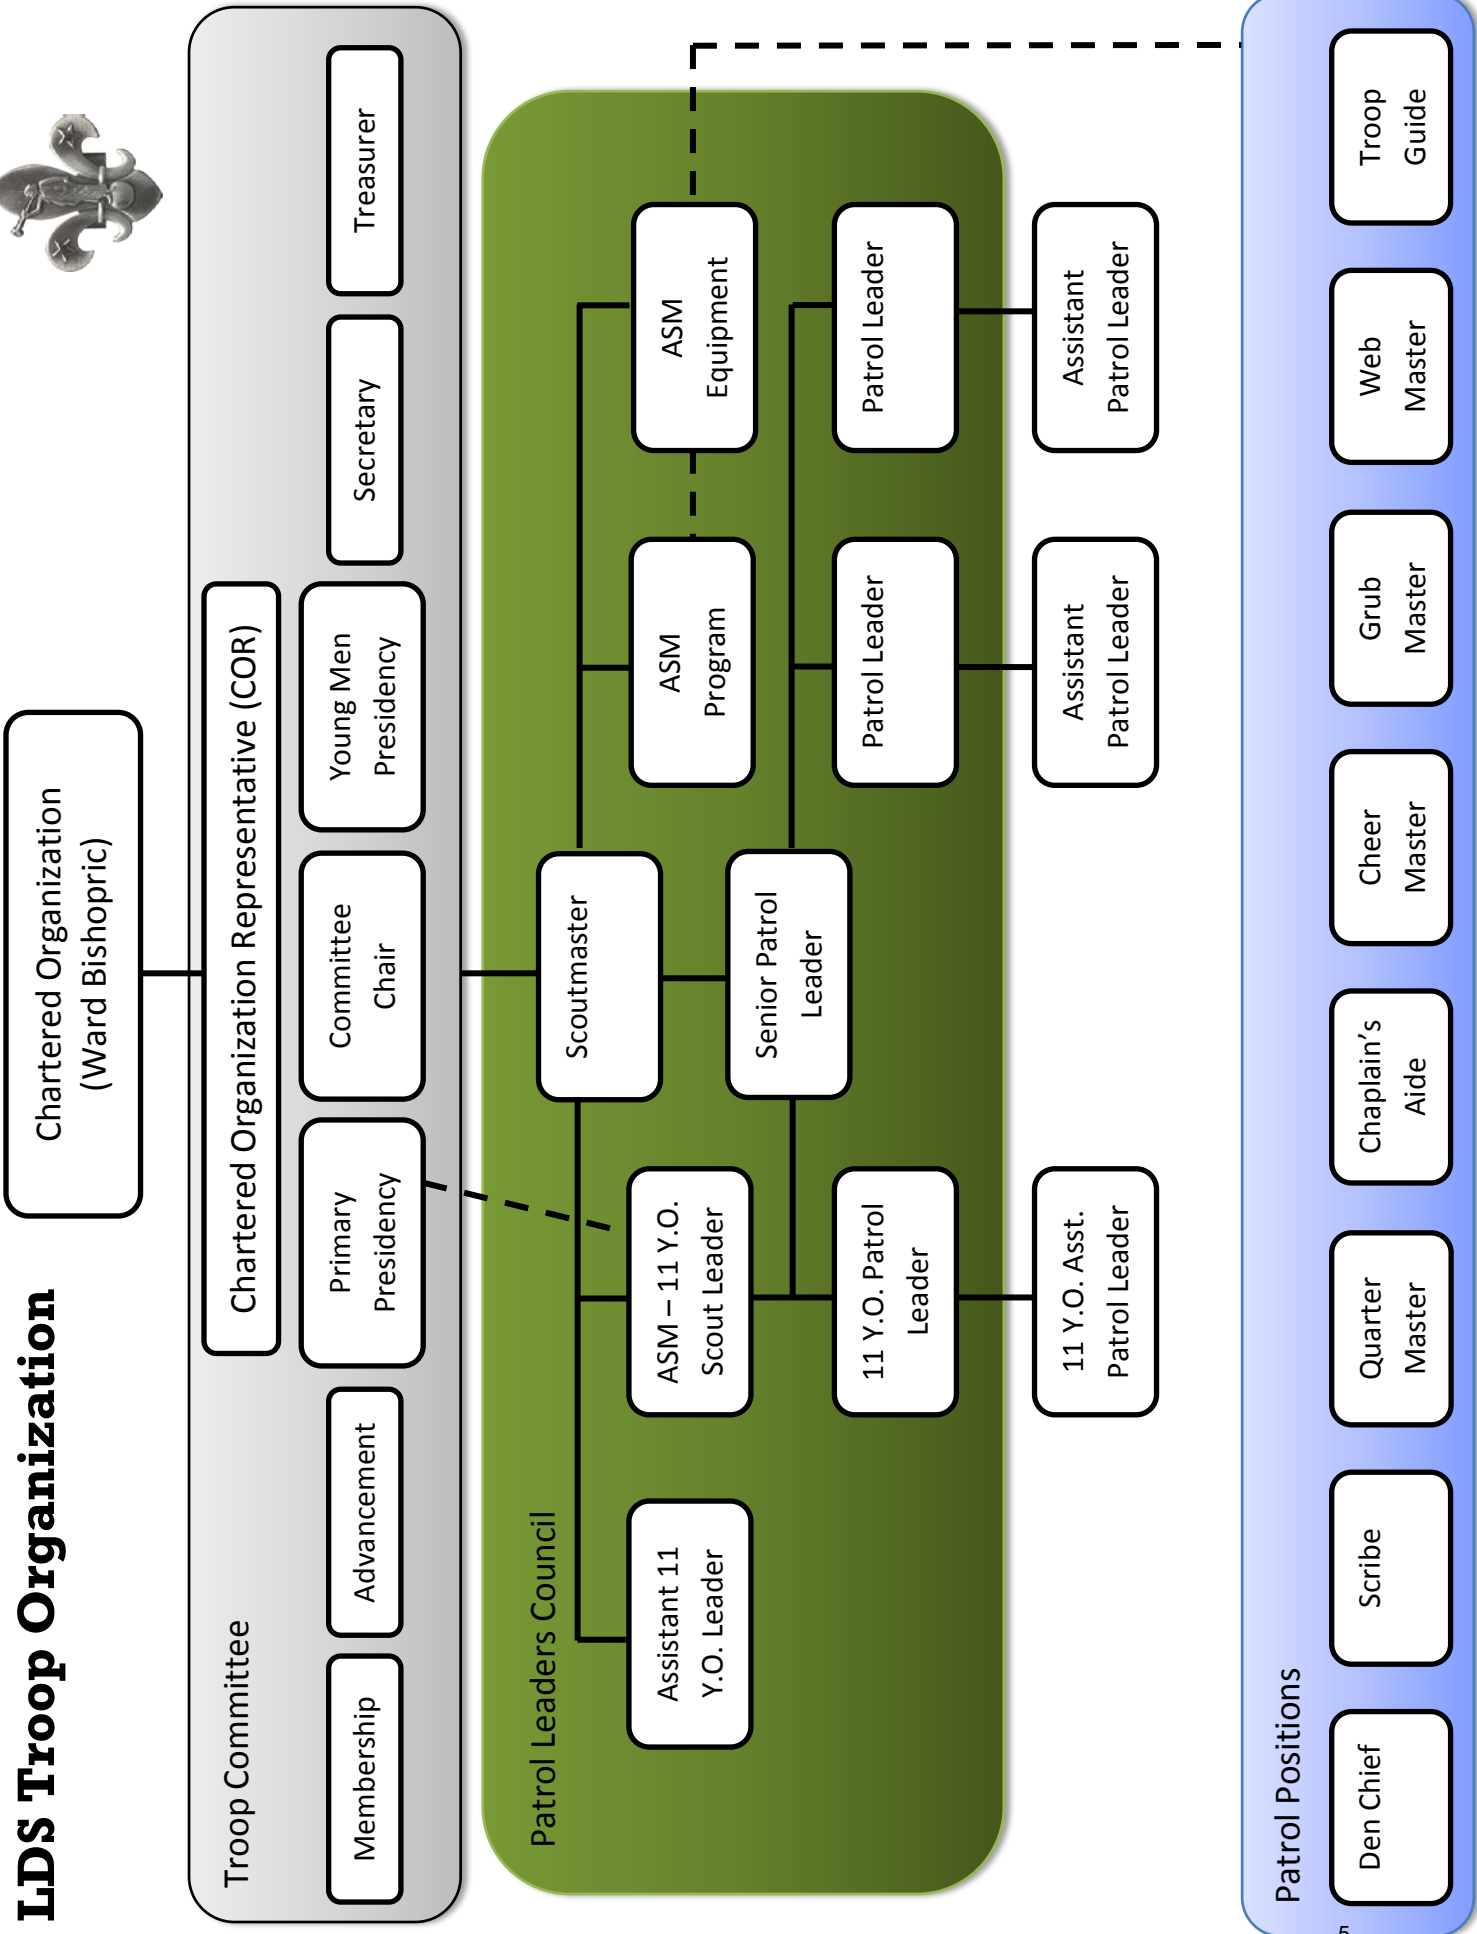 LDS Troop Organization
Chartered Organization
(Ward Bishopric)
Troop Committee
Chartered Organization Representative (COR)
Membership
Advancement
Primary
Presidency
Committee
Chair
Young Men
Presidency
Secretary
Treasurer
Patrol Leaders Council
Scoutmaster
Assistant 11
Y.O. Leader
ASM – 11 Y.O.
Scout Leader
ASM
Program
ASM
Equipment
Senior Patrol
Leader
11 Y.O. Patrol
Leader
Patrol Leader
Patrol Leader
11 Y.O. Asst.
Patrol Leader
Assistant
Patrol Leader
Assistant
Patrol Leader
Patrol Positions
Den Chief
Scribe
Quarter
Master
Chaplain’s
Aide
Cheer
Master
Grub
Master
Web
Master
Troop
Guide
5